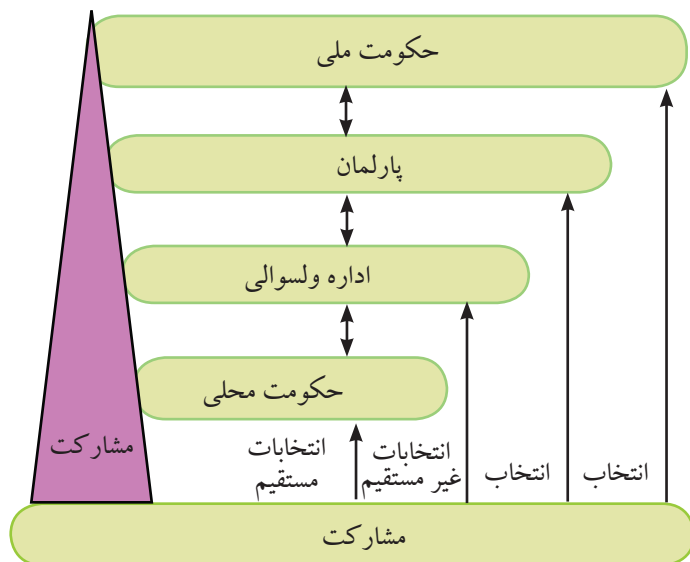 حکومت ملی
پارلمان
اداره ولسوالی
حکومت محلی
مشارکت
انتخاب
انتخاب
انتخابات
غیر مستقیم
انتخابات
مستقیم
مشارکت